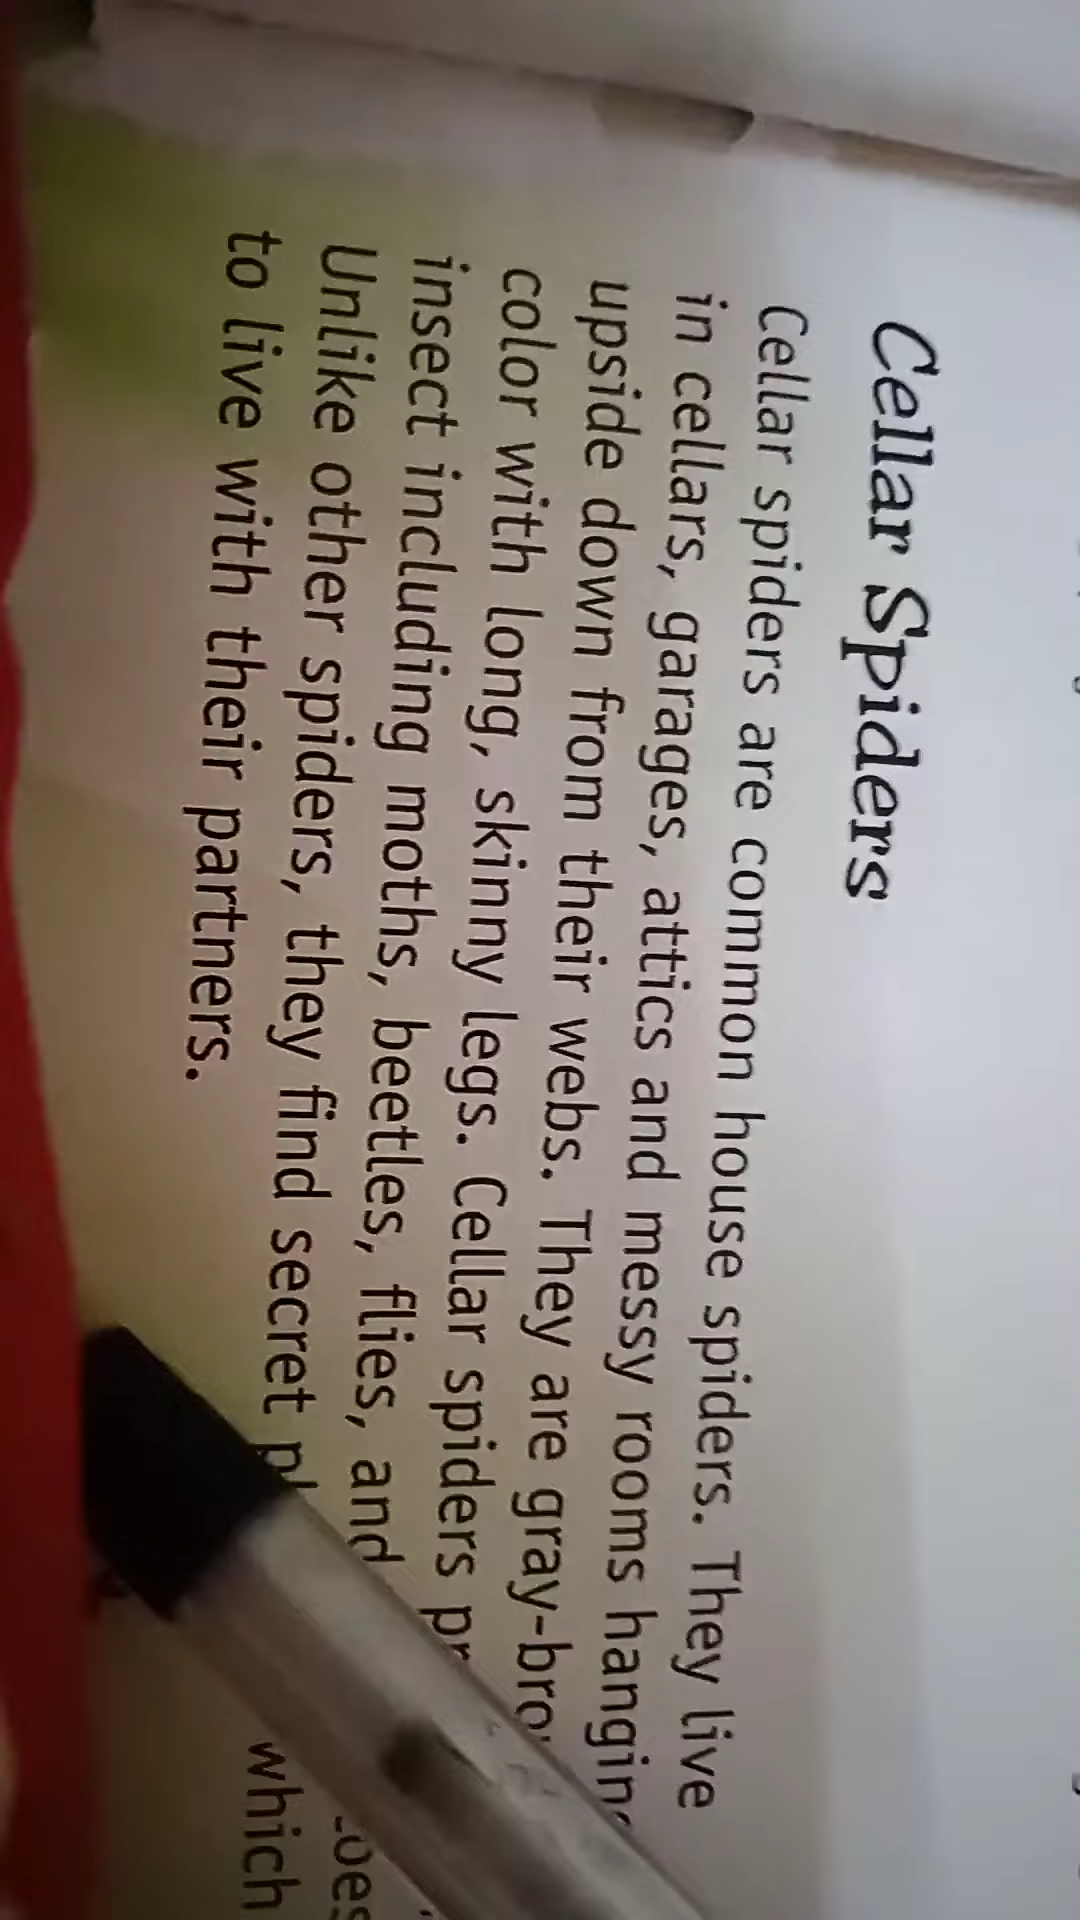 Cellar Spiders
Cellar spiders are common house spiders. They live
in cellars, garages, attics and messy rooms hanging
upside down from their webs. They are gray-brown
color with long, skinny legs. Cellar spiders
insect including moths, beetles, flies, and
Unlike other spiders, they find secret
to live with their partners.
which